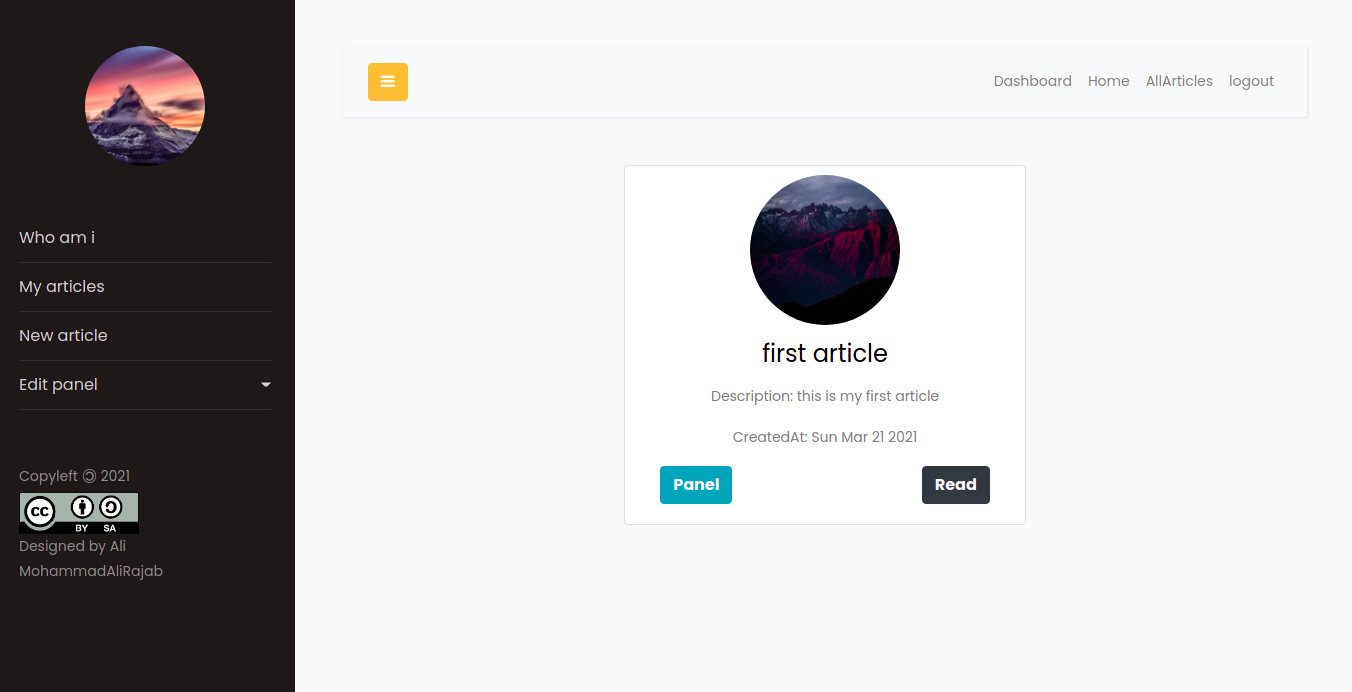 Dashboard Home AllArticles logout
Who am i
My articles
New article
Edit panel
Copyleft 🄯 2021
CC BY SA
Designed by Ali
MohammadAliRajab
first article
Description: this is my first article
CreatedAt: Sun Mar 21 2021
Panel Read